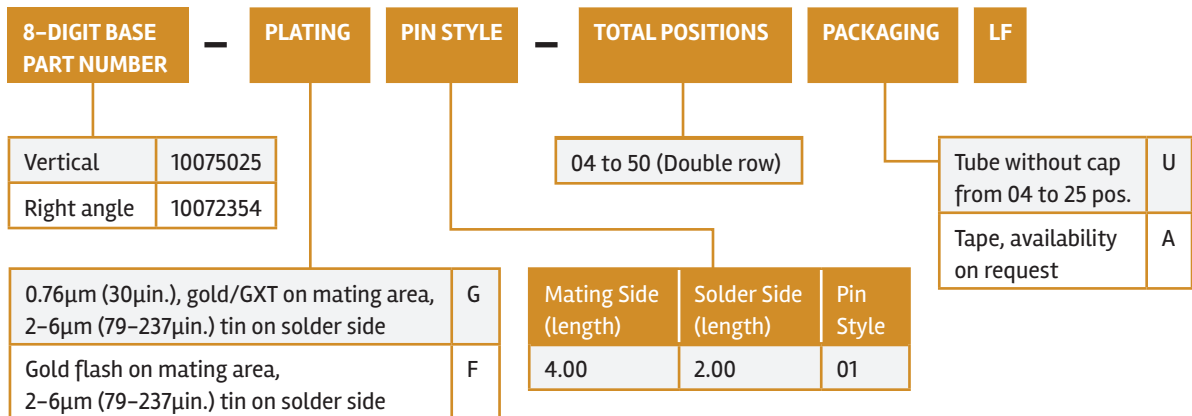 8–DIGIT BASE
PART NUMBER
–
PLATING
PIN STYLE
–
TOTAL POSITIONS
PACKAGING
LF
Vertical 10075025
Right angle 10072354
04 to 50 (Double row)
Tube without cap
from 04 to 25 pos.
U
Tape, availability
on request
A
0.76µm (30µin.), gold/GXT on mating area,
2–6µm (79–237µin.) tin on solder side
G
Gold flash on mating area,
2–6µm (79–237µin.) tin on solder side
F
Mating Side
(length)
Solder Side
(length)
Pin
Style
4.00 2.00 01